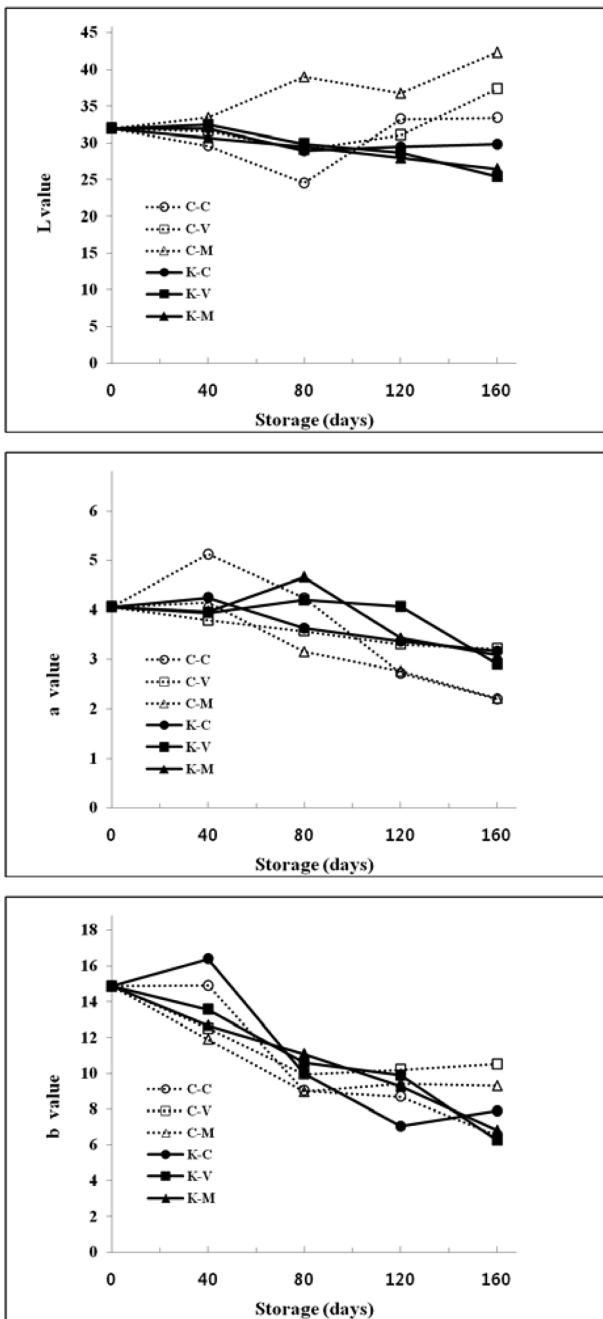 45
40
35
30
25
20
15
10
5
0
L value
C-C
C-V
C-M
K-C
K-V
K-M
0 40 80 120 160
Storage (days)
6
5
4
3
2
1
0
a value
C-C
C-V
C-M
K-C
K-V
K-M
0 40 80 120 160
Storage (days)
18
16
14
12
10
8
6
4
2
0
b value
C-C
C-V
C-M
K-C
K-V
K-M
0 40 80 120 160
Storage (days)